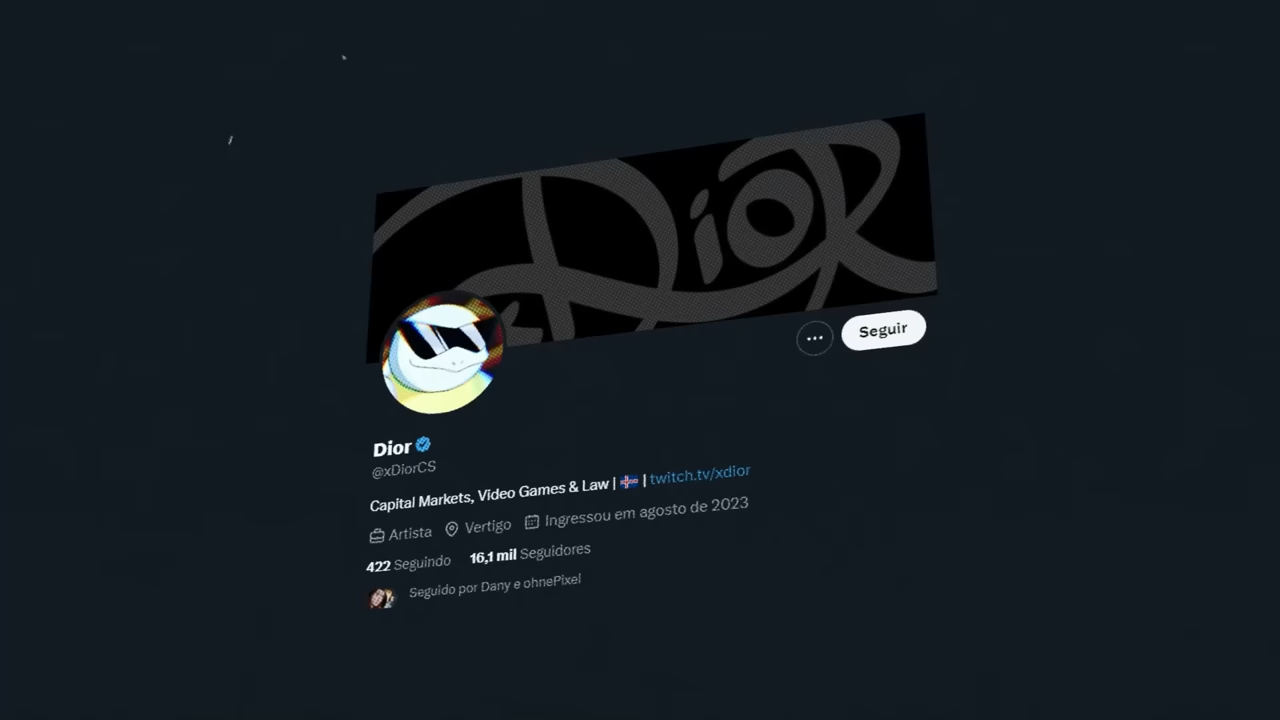 DiOR
Seguir
Dior
@xDiorCS
Capital Markets, Video Games & Law | 🇮🇸 | twitch.tv/xdior
Artista Vertigo Ingressou em agosto de 2023
422 Seguindo 16,1 mil Seguidores
Seguido por Dany e ohnePixel